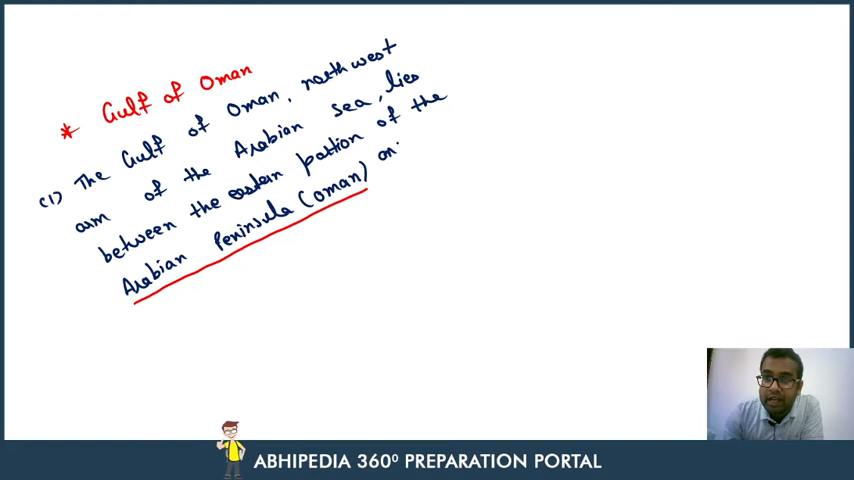 * Gulf of Oman
(1) The Gulf of Oman, northwest
arm of the Arabian sea, lies
between the eastern portion of the
Arabian Peninsula (Oman) an
ABHIPEDIA 360° PREPARATION PORTAL